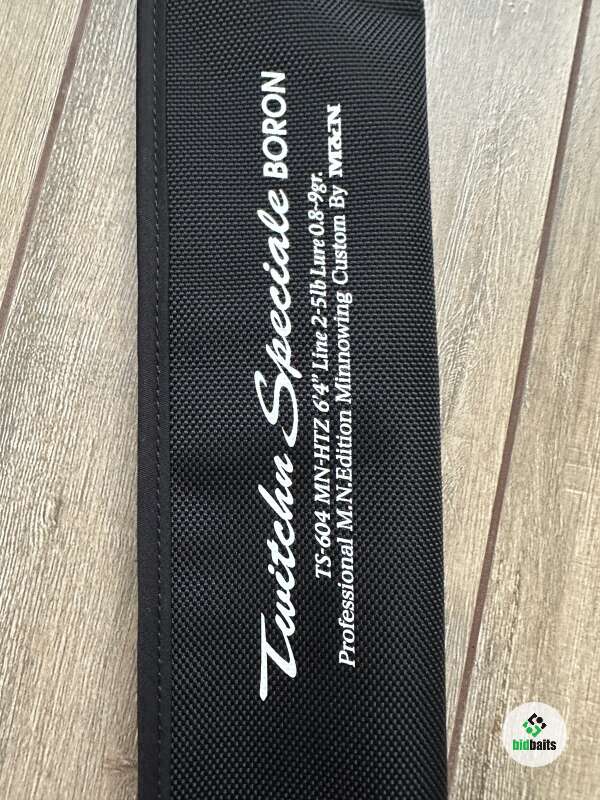 Twitchn Speciale BORON
TS-604 MN-HTZ 6'4" Line 2-5lb Lure 0.8-9gr.
Professional M.N.Edition Minnowing Custom By M&N
bidbaits